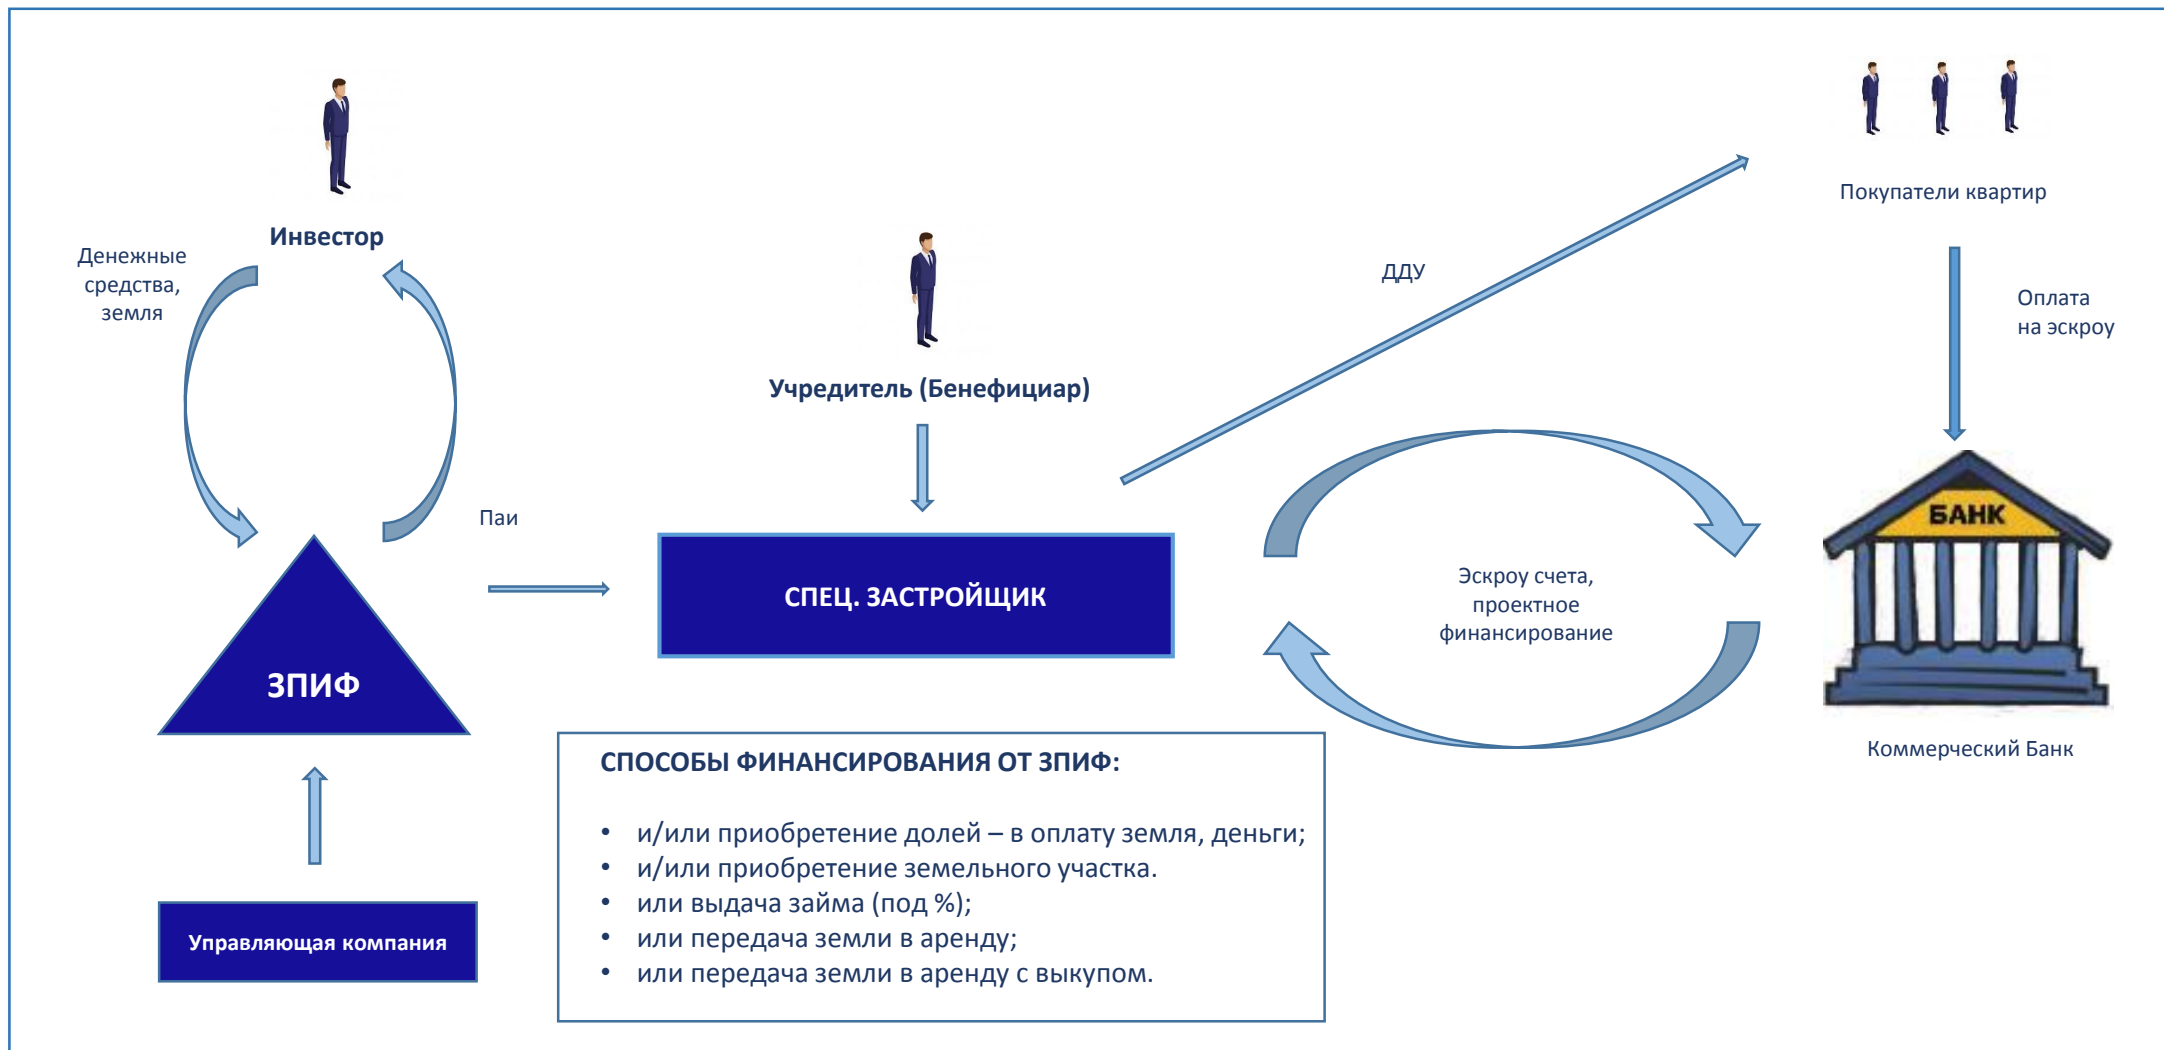 Инвестор
Денежные
средства,
земля
Паи
ЗПИФ
Управляющая компания
Учредитель (Бенефициар)
СПЕЦ. ЗАСТРОЙЩИК
ДДУ
Покупатели квартир
Оплата
на эскроу
Эскроу счета,
проектное
финансирование
БАНК
Коммерческий Банк
СПОСОБЫ ФИНАНСИРОВАНИЯ ОТ ЗПИФ:
• и/или приобретение долей – в оплату земля, деньги;
• и/или приобретение земельного участка.
• или выдача займа (под %);
• или передача земли в аренду;
• или передача земли в аренду с выкупом.